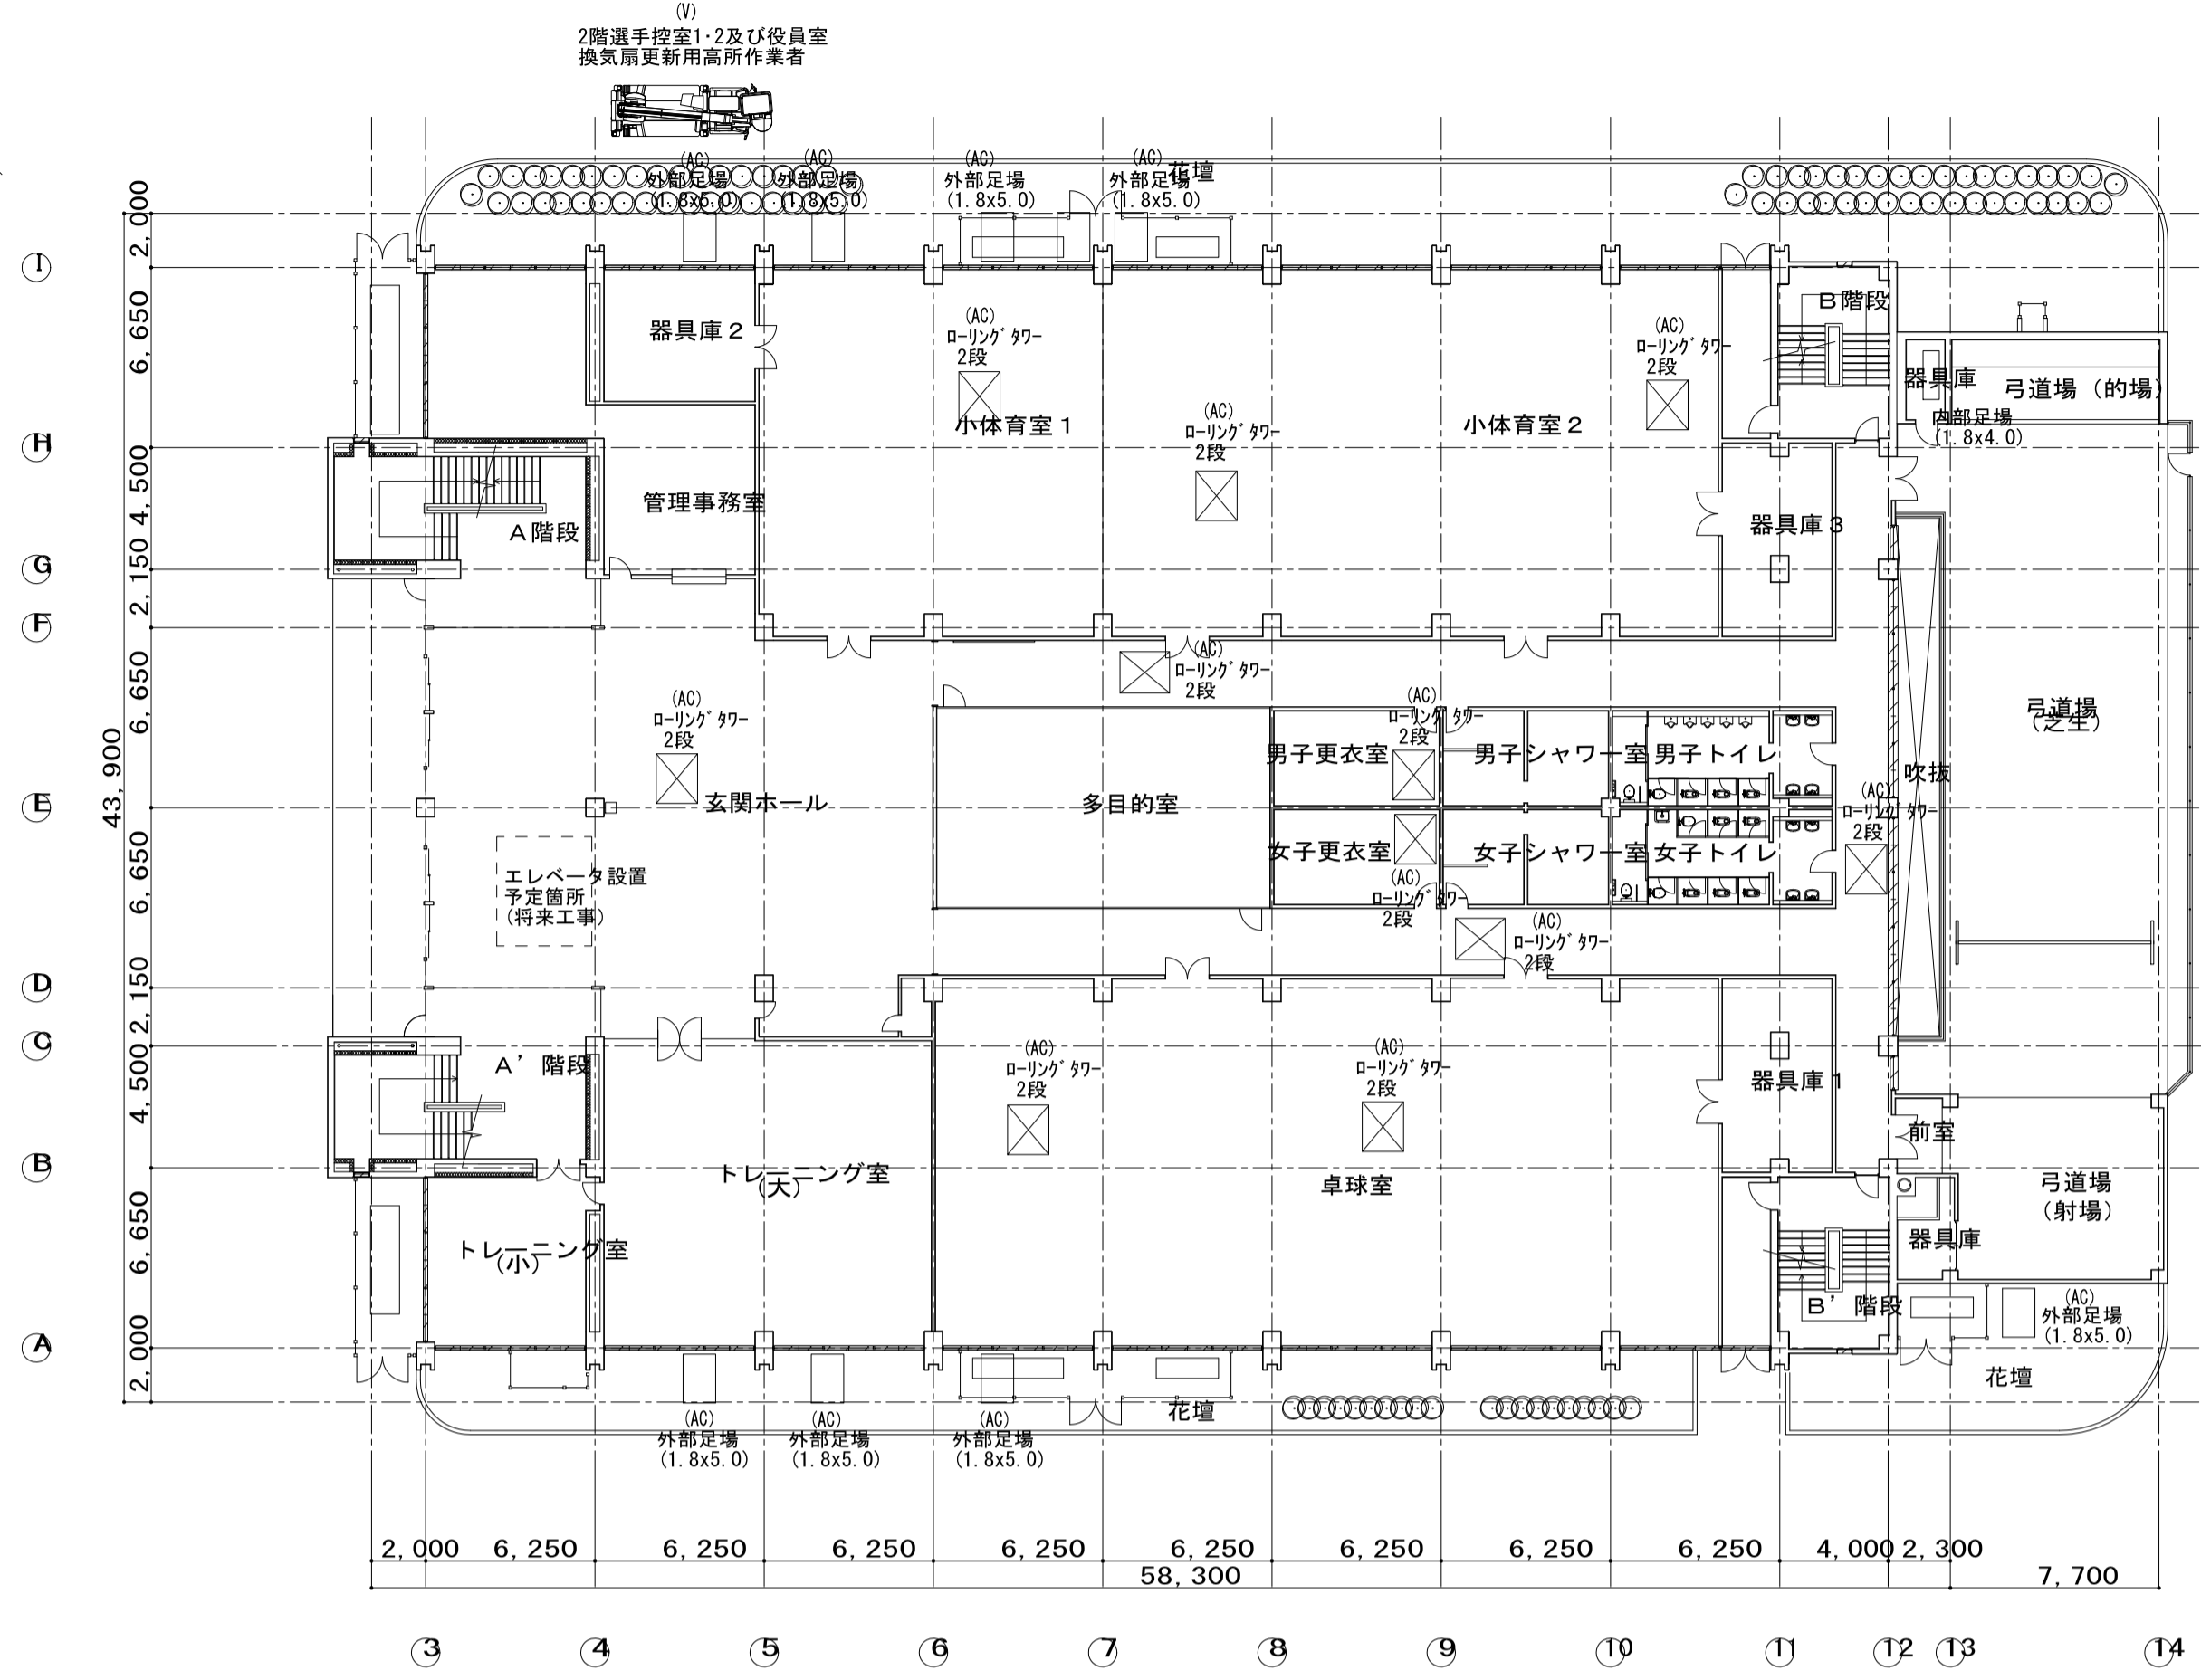 (V)
2階選手控室1･2及び役員室
換気扇更新用高所作業者
(AC)
外部足場
(1.8x5.0)
(AC)
外部足場
(1.8x5.0)
(AC)
外部足場
(1.8x5.0)
(AC)
外部足場
(1.8x5.0)
花壇
2,000
I
6,650
器具庫2
(AC)
ﾛｰﾘﾝｸﾞﾀﾜｰ
2段
小体育室1
(AC)
ﾛｰﾘﾝｸﾞﾀﾜｰ
2段
(AC)
ﾛｰﾘﾝｸﾞﾀﾜｰ
2段
小体育室2
B階段
器具庫
弓道場（的場）
内部足場
(1.8x4.0)
H
4,500
管理事務室
A階段
器具庫3
G
2,150
F
6,650
(AC)
ﾛｰﾘﾝｸﾞﾀﾜｰ
2段
(AC)
ﾛｰﾘﾝｸﾞﾀﾜｰ
2段
(AC)
ﾛｰﾘﾝｸﾞﾀﾜｰ
2段
男子更衣室
男子シャワー室
男子トイレ
弓道場
(芝生)
吹抜
43,900
E
玄関ホール
多目的室
(AC)
ﾛｰﾘﾝｸﾞﾀﾜｰ
2段
6,650
エレベータ設置
予定箇所
(将来工事)
女子更衣室
女子シャワー室
女子トイレ
(AC)
ﾛｰﾘﾝｸﾞﾀﾜｰ
2段
(AC)
ﾛｰﾘﾝｸﾞﾀﾜｰ
2段
D
2,150
C
4,500
A’階段
(AC)
ﾛｰﾘﾝｸﾞﾀﾜｰ
2段
(AC)
ﾛｰﾘﾝｸﾞﾀﾜｰ
2段
器具庫1
前室
B
トレーニング室
(大)
卓球室
弓道場
(射場)
6,650
トレーニング室
(小)
器具庫
B’階段
(AC)
外部足場
(1.8x5.0)
A
2,000
花壇
花壇
(AC)
外部足場
(1.8x5.0)
(AC)
外部足場
(1.8x5.0)
(AC)
外部足場
(1.8x5.0)
2,000
6,250
6,250
6,250
6,250
6,250
6,250
6,250
6,250
4,000
2,300
58,300
7,700
3
4
5
6
7
8
9
10
11
12
13
14